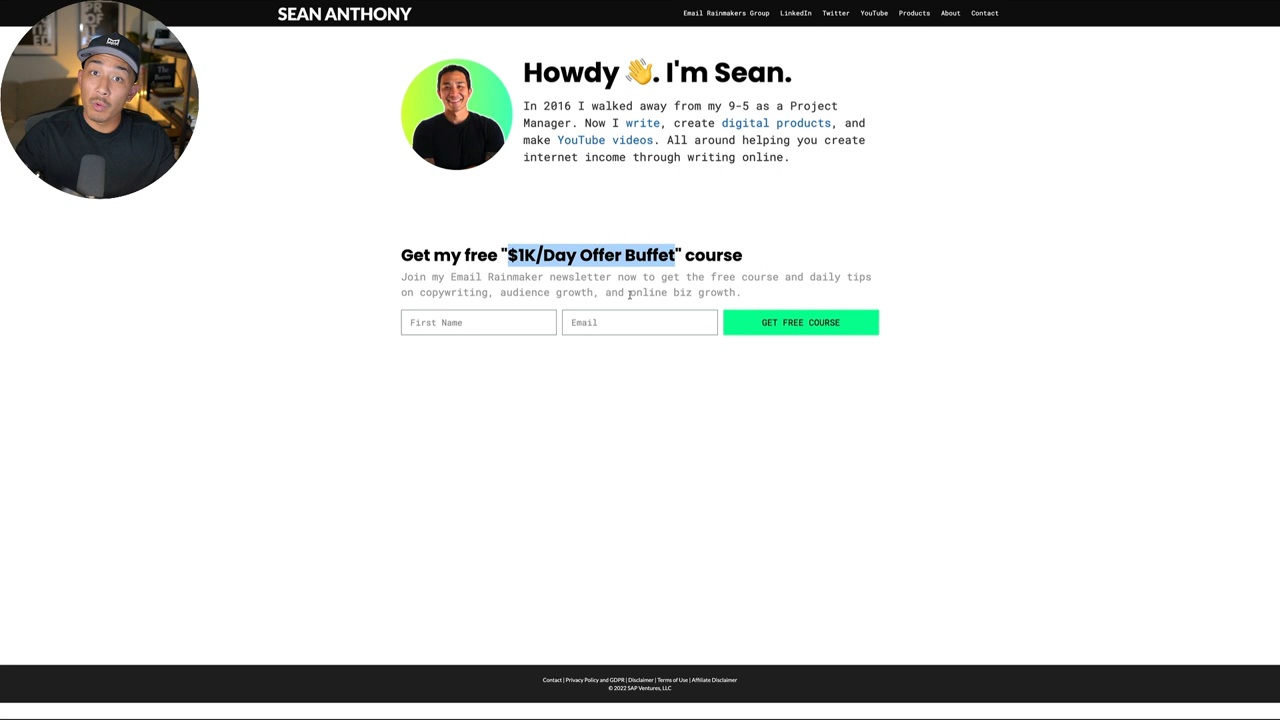 SEAN ANTHONY
Email Rainmakers Group LinkedIn Twitter YouTube Products About Contact
Howdy 👋. I'm Sean.
In 2016 I walked away from my 9-5 as a Project
Manager. Now I write, create digital products, and
make YouTube videos. All around helping you create
internet income through writing online.
Get my free "$1K/Day Offer Buffet" course
Join my Email Rainmaker newsletter now to get the free course and daily tips
on copywriting, audience growth, and online biz growth.
First Name Email GET FREE COURSE
Contact | Privacy Policy and GDPR | Disclaimer | Terms of Use | Affiliate Disclaimer
© 2022 SAP Ventures, LLC